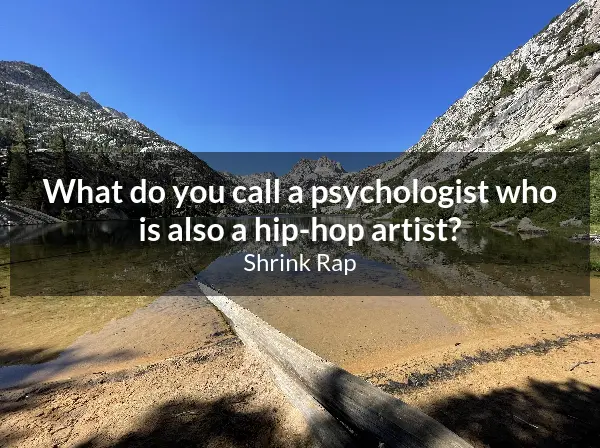 What do you call a psychologist who
is also a hip-hop artist?
Shrink Rap